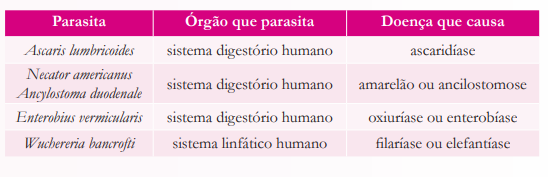 Parasita Órgão que parasita Doença que causa
Ascaris lumbricoides sistema digestório humano ascaridíase
Necator americanus
Ancylostoma duodenale sistema digestório humano amarelão ou ancilostomose
Enterobius vermicularis sistema digestório humano oxiuríase ou enterobíase
Wuchereria bancrofti sistema linfático humano filaríase ou elefantíase